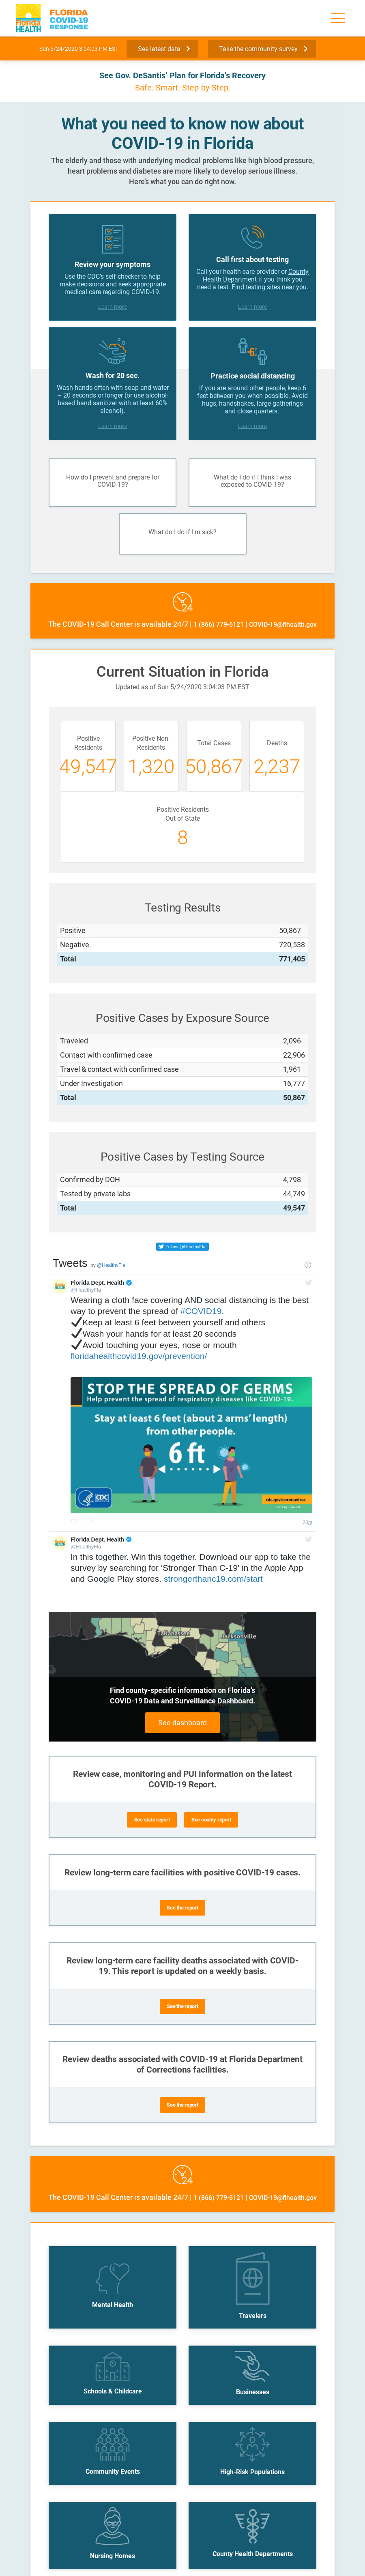 Florida
HEALTH
FLORIDA
COVID-19
RESPONSE
Sun 5/24/2020 3:04:03 PM EST
See latest data
Take the community survey
See Gov. DeSantis' Plan for Florida's Recovery
Safe. Smart. Step-by-Step.
What you need to know now about
COVID-19 in Florida
The elderly and those with underlying medical problems like high blood pressure,
heart problems and diabetes are more likely to develop serious illness.
Here's what you can do right now.
Review your symptoms
Use the CDC's self-checker to help
make decisions and seek appropriate
medical care regarding COVID-19.
Learn more
Call first about testing
Call your health care provider or County
Health Department if you think you
need a test. Find testing sites near you.
Learn more
Wash for 20 sec.
Wash hands often with soap and water
– 20 seconds or longer (or use alcohol-
based hand sanitizer with at least 60%
alcohol).
Learn more
6'
Practice social distancing
If you are around other people, keep 6
feet between you when possible. Avoid
hugs, handshakes, large gatherings
and close quarters.
Learn more
How do I prevent and prepare for
COVID-19?
What do I do if I think I was
exposed to COVID-19?
What do I do if I'm sick?
24
The COVID-19 Call Center is available 24/7 | 1 (866) 779-6121 | COVID-19@flhealth.gov
Current Situation in Florida
Updated as of Sun 5/24/2020 3:04:03 PM EST
Positive
Residents
49,547
Positive Non-
Residents
1,320
Total Cases
50,867
Deaths
2,237
Positive Residents
Out of State
8
Testing Results
Positive 50,867
Negative 720,538
Total 771,405
Positive Cases by Exposure Source
Traveled 2,096
Contact with confirmed case 22,906
Travel & contact with confirmed case 1,961
Under Investigation 16,777
Total 50,867
Positive Cases by Testing Source
Confirmed by DOH 4,798
Tested by private labs 44,749
Total 49,547
Follow @HealthyFla
Tweets by @HealthyFla
Florida Dept. Health
@HealthyFla
Wearing a cloth face covering AND social distancing is the best
way to prevent the spread of #COVID19.
✔Keep at least 6 feet between yourself and others
✔Wash your hands for at least 20 seconds
✔Avoid touching your eyes, nose or mouth
floridahealthcovid19.gov/prevention/
STOP THE SPREAD OF GERMS
Help prevent the spread of respiratory diseases like COVID-19.
Stay at least 6 feet (about 2 arms' length)
from other people.
6 ft
CDC
cdc.gov/coronavirus
Florida Dept. Health
@HealthyFla
In this together. Win this together. Download our app to take the
survey by searching for 'Stronger Than C-19' in the Apple App
and Google Play stores. strongerthanc19.com/start
Tallahassee
Jacksonville
Find county-specific information on Florida's
COVID-19 Data and Surveillance Dashboard.
See dashboard
Review case, monitoring and PUI information on the latest
COVID-19 Report.
See state report
See county report
Review long-term care facilities with positive COVID-19 cases.
See the report
Review long-term care facility deaths associated with COVID-
19. This report is updated on a weekly basis.
See the report
Review deaths associated with COVID-19 at Florida Department
of Corrections facilities.
See the report
24
The COVID-19 Call Center is available 24/7 | 1 (866) 779-6121 | COVID-19@flhealth.gov
Mental Health
Travelers
Schools & Childcare
Businesses
Community Events
High-Risk Populations
Nursing Homes
County Health Departments